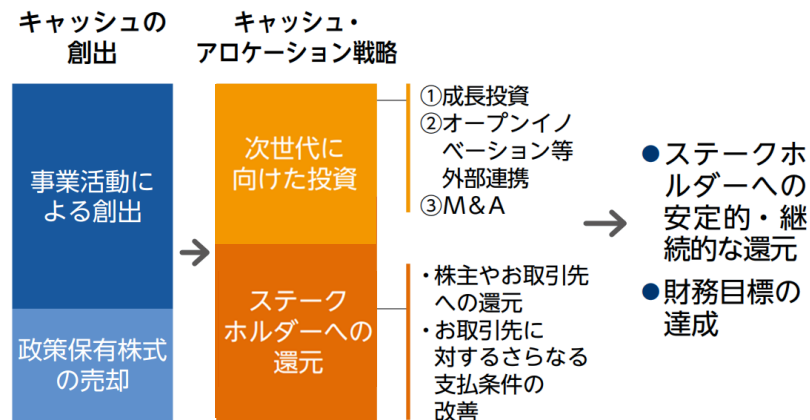 キャッシュの
創出
キャッシュ・
アロケーション戦略
事業活動に
よる創出
政策保有株式
の売却
次世代に
向けた投資
ステーク
ホルダーへの
還元
①成長投資
②オープンイノ
ベーション等
外部連携
③M&A
・株主やお取引先
への還元
・お取引先に
対するさらなる
支払条件の
改善
●ステークホ
ルダーへの
安定的・継
続的な還元
●財務目標の
達成